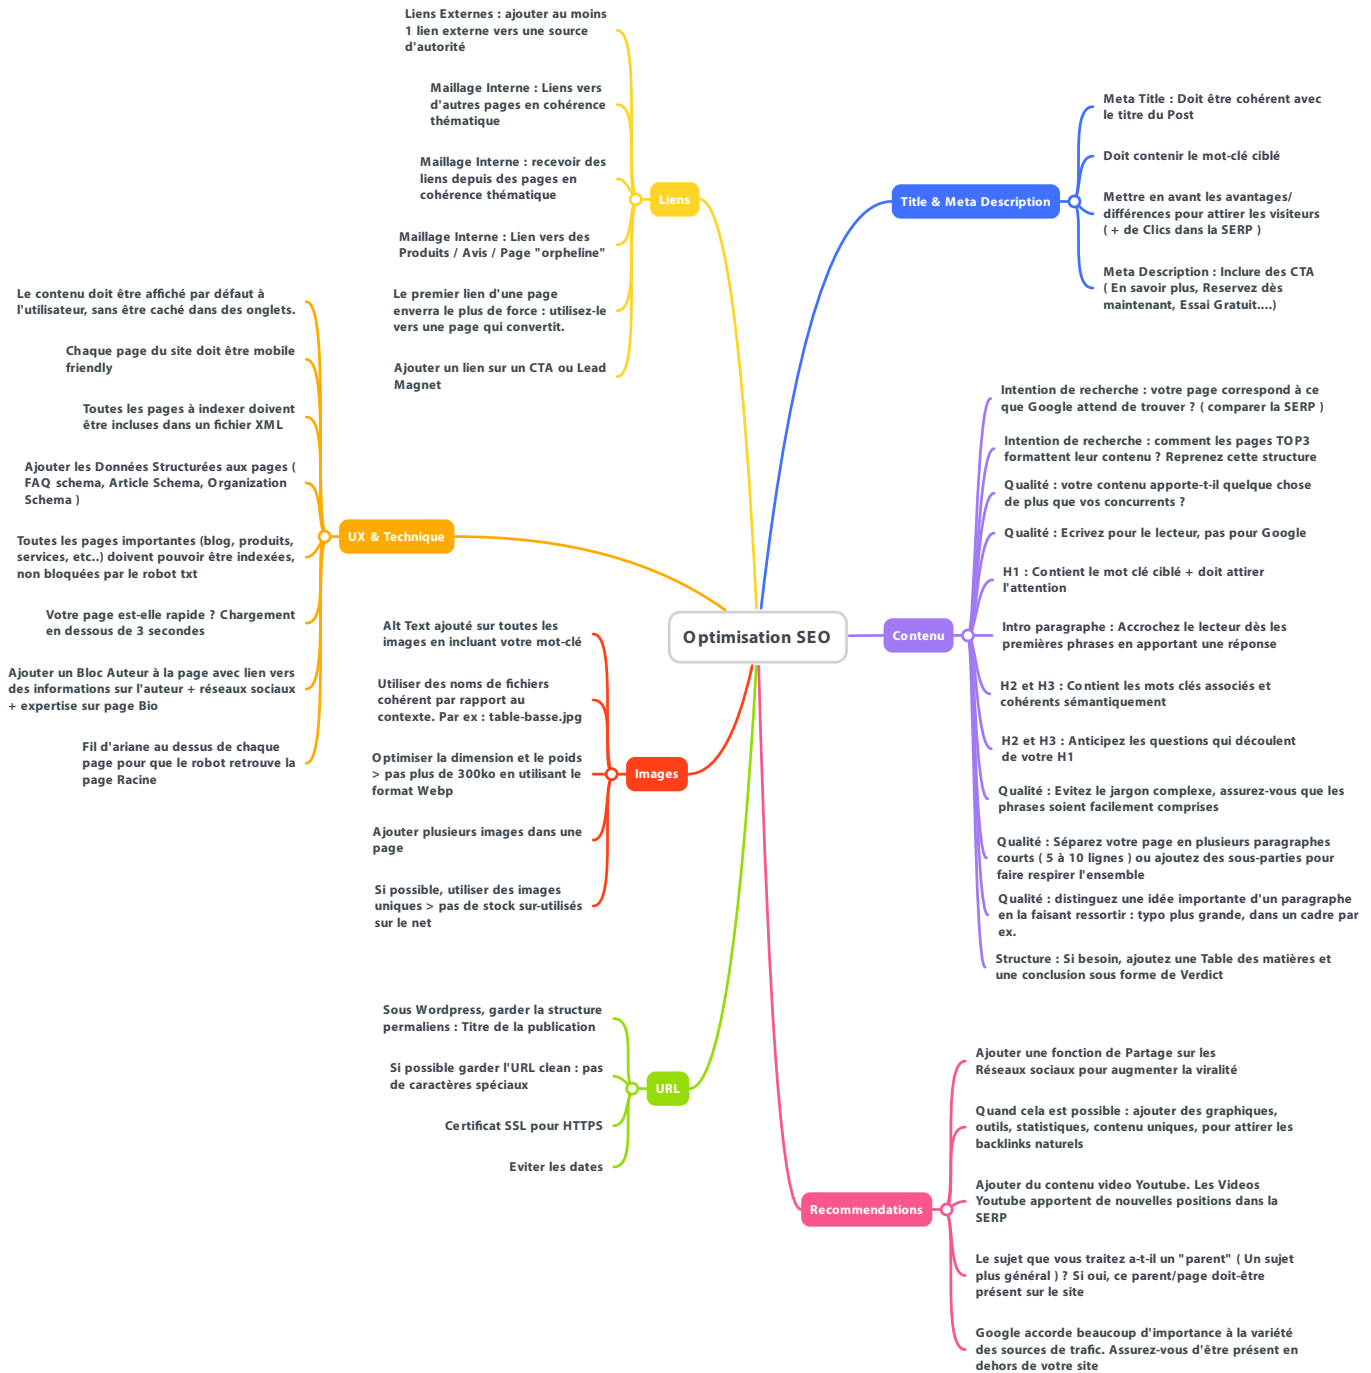 Optimisation SEO
Title & Meta Description
Meta Title : Doit être cohérent avec
le titre du Post
Doit contenir le mot-clé ciblé
Mettre en avant les avantages/
différences pour attirer les visiteurs
( + de Clics dans la SERP )
Meta Description : Inclure des CTA
( En savoir plus, Reservez dès
maintenant, Essai Gratuit....)
Contenu
Intention de recherche : votre page correspond à ce
que Google attend de trouver ? ( comparer la SERP )
Intention de recherche : comment les pages TOP3
formattent leur contenu ? Reprenez cette structure
Qualité : votre contenu apporte-t-il quelque chose
de plus que vos concurrents ?
Qualité : Ecrivez pour le lecteur, pas pour Google
H1 : Contient le mot clé ciblé + doit attirer
l'attention
Intro paragraphe : Accrochez le lecteur dès les
premières phrases en apportant une réponse
H2 et H3 : Contient les mots clés associés et
cohérents sémantiquement
H2 et H3 : Anticipez les questions qui découlent
de votre H1
Qualité : Evitez le jargon complexe, assurez-vous que les
phrases soient facilement comprises
Qualité : Séparez votre page en plusieurs paragraphes
courts ( 5 à 10 lignes ) ou ajoutez des sous-parties pour
faire respirer l'ensemble
Qualité : distinguez une idée importante d'un paragraphe
en la faisant ressortir : typo plus grande, dans un cadre par
ex.
Structure : Si besoin, ajoutez une Table des matières et
une conclusion sous forme de Verdict
Recommendations
Ajouter une fonction de Partage sur les
Réseaux sociaux pour augmenter la viralité
Quand cela est possible : ajouter des graphiques,
outils, statistiques, contenu uniques, pour attirer les
backlinks naturels
Ajouter du contenu video Youtube. Les Videos
Youtube apportent de nouvelles positions dans la
SERP
Le sujet que vous traitez a-t-il un "parent" ( Un sujet
plus général ) ? Si oui, ce parent/page doit-être
présent sur le site
Google accorde beaucoup d'importance à la variété
des sources de trafic. Assurez-vous d'être présent en
dehors de votre site
Liens
Liens Externes : ajouter au moins
1 lien externe vers une source
d'autorité
Maillage Interne : Liens vers
d'autres pages en cohérence
thématique
Maillage Interne : recevoir des
liens depuis des pages en
cohérence thématique
Maillage Interne : Lien vers des
Produits / Avis / Page "orpheline"
Le premier lien d'une page
enverra le plus de force : utilisez-le
vers une page qui convertit.
Ajouter un lien sur un CTA ou Lead
Magnet
UX & Technique
Le contenu doit être affiché par défaut à
l'utilisateur, sans être caché dans des onglets.
Chaque page du site doit être mobile
friendly
Toutes les pages à indexer doivent
être incluses dans un fichier XML
Ajouter les Données Structurées aux pages (
FAQ schema, Article Schema, Organization
Schema )
Toutes les pages importantes (blog, produits,
services, etc..) doivent pouvoir être indexées,
non bloquées par le robot txt
Votre page est-elle rapide ? Chargement
en dessous de 3 secondes
Ajouter un Bloc Auteur à la page avec lien vers
des informations sur l'auteur + réseaux sociaux
+ expertise sur page Bio
Fil d'ariane au dessus de chaque
page pour que le robot retrouve la
page Racine
Images
Alt Text ajouté sur toutes les
images en incluant votre mot-clé
Utiliser des noms de fichiers
cohérent par rapport au
contexte. Par ex : table-basse.jpg
Optimiser la dimension et le poids
> pas plus de 300ko en utilisant le
format Webp
Ajouter plusieurs images dans une
page
Si possible, utiliser des images
uniques > pas de stock sur-utilisés
sur le net
URL
Sous Wordpress, garder la structure
permaliens : Titre de la publication
Si possible garder l'URL clean : pas
de caractères spéciaux
Certificat SSL pour HTTPS
Eviter les dates